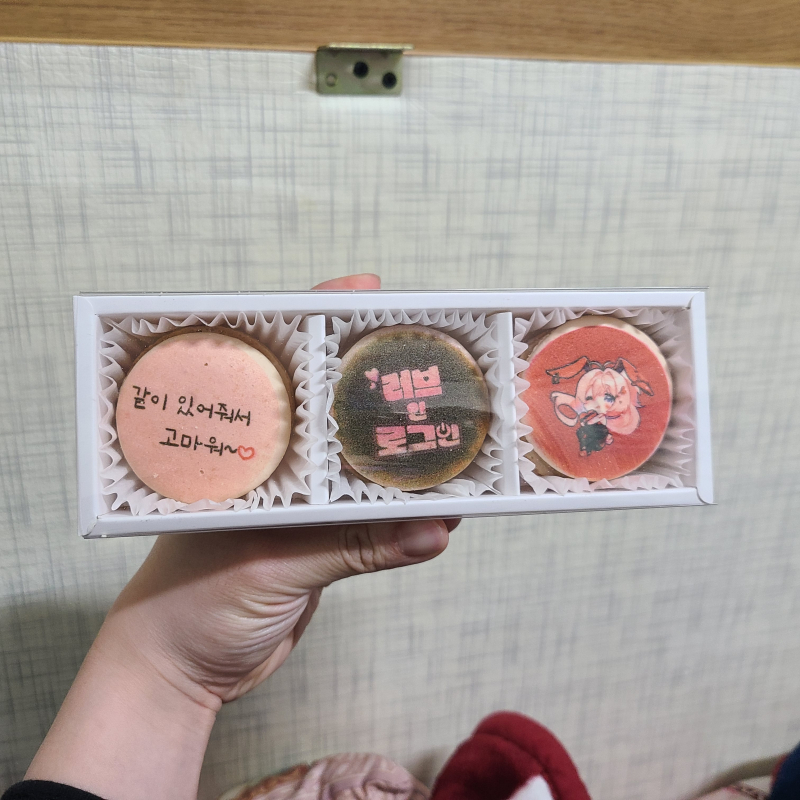 같이 있어줘서
고마워~♡
러브
인
로그인